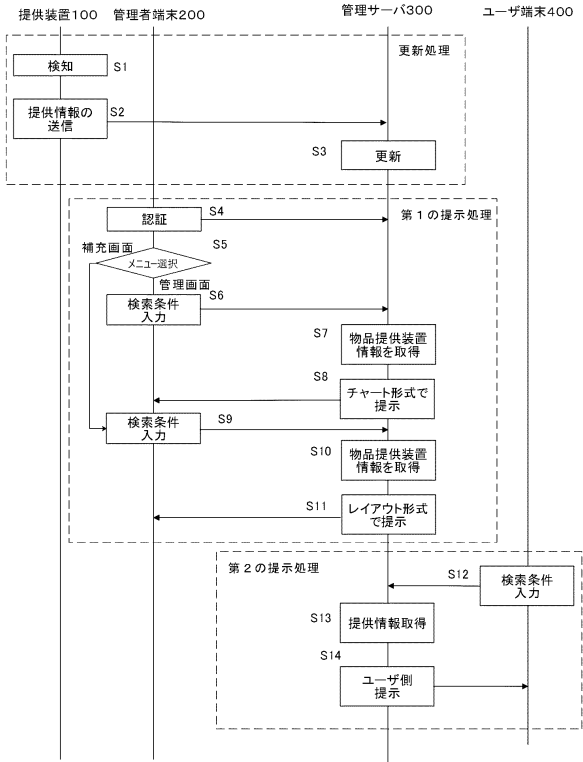 提供装置100
管理者端末200
管理サーバ300
ユーザ端末400
更新処理
検知
S1
提供情報の
送信
S2
S3
更新
認証
S4
第1の提示処理
S5
補充画面
メニュー選択
管理画面
S6
検索条件
入力
S7
物品提供装置
情報を取得
S8
チャート形式で
提示
検索条件
入力
S9
S10
物品提供装置
情報を取得
S11
レイアウト形式
で提示
第2の提示処理
S12
検索条件
入力
S13
提供情報取得
S14
ユーザ側
提示